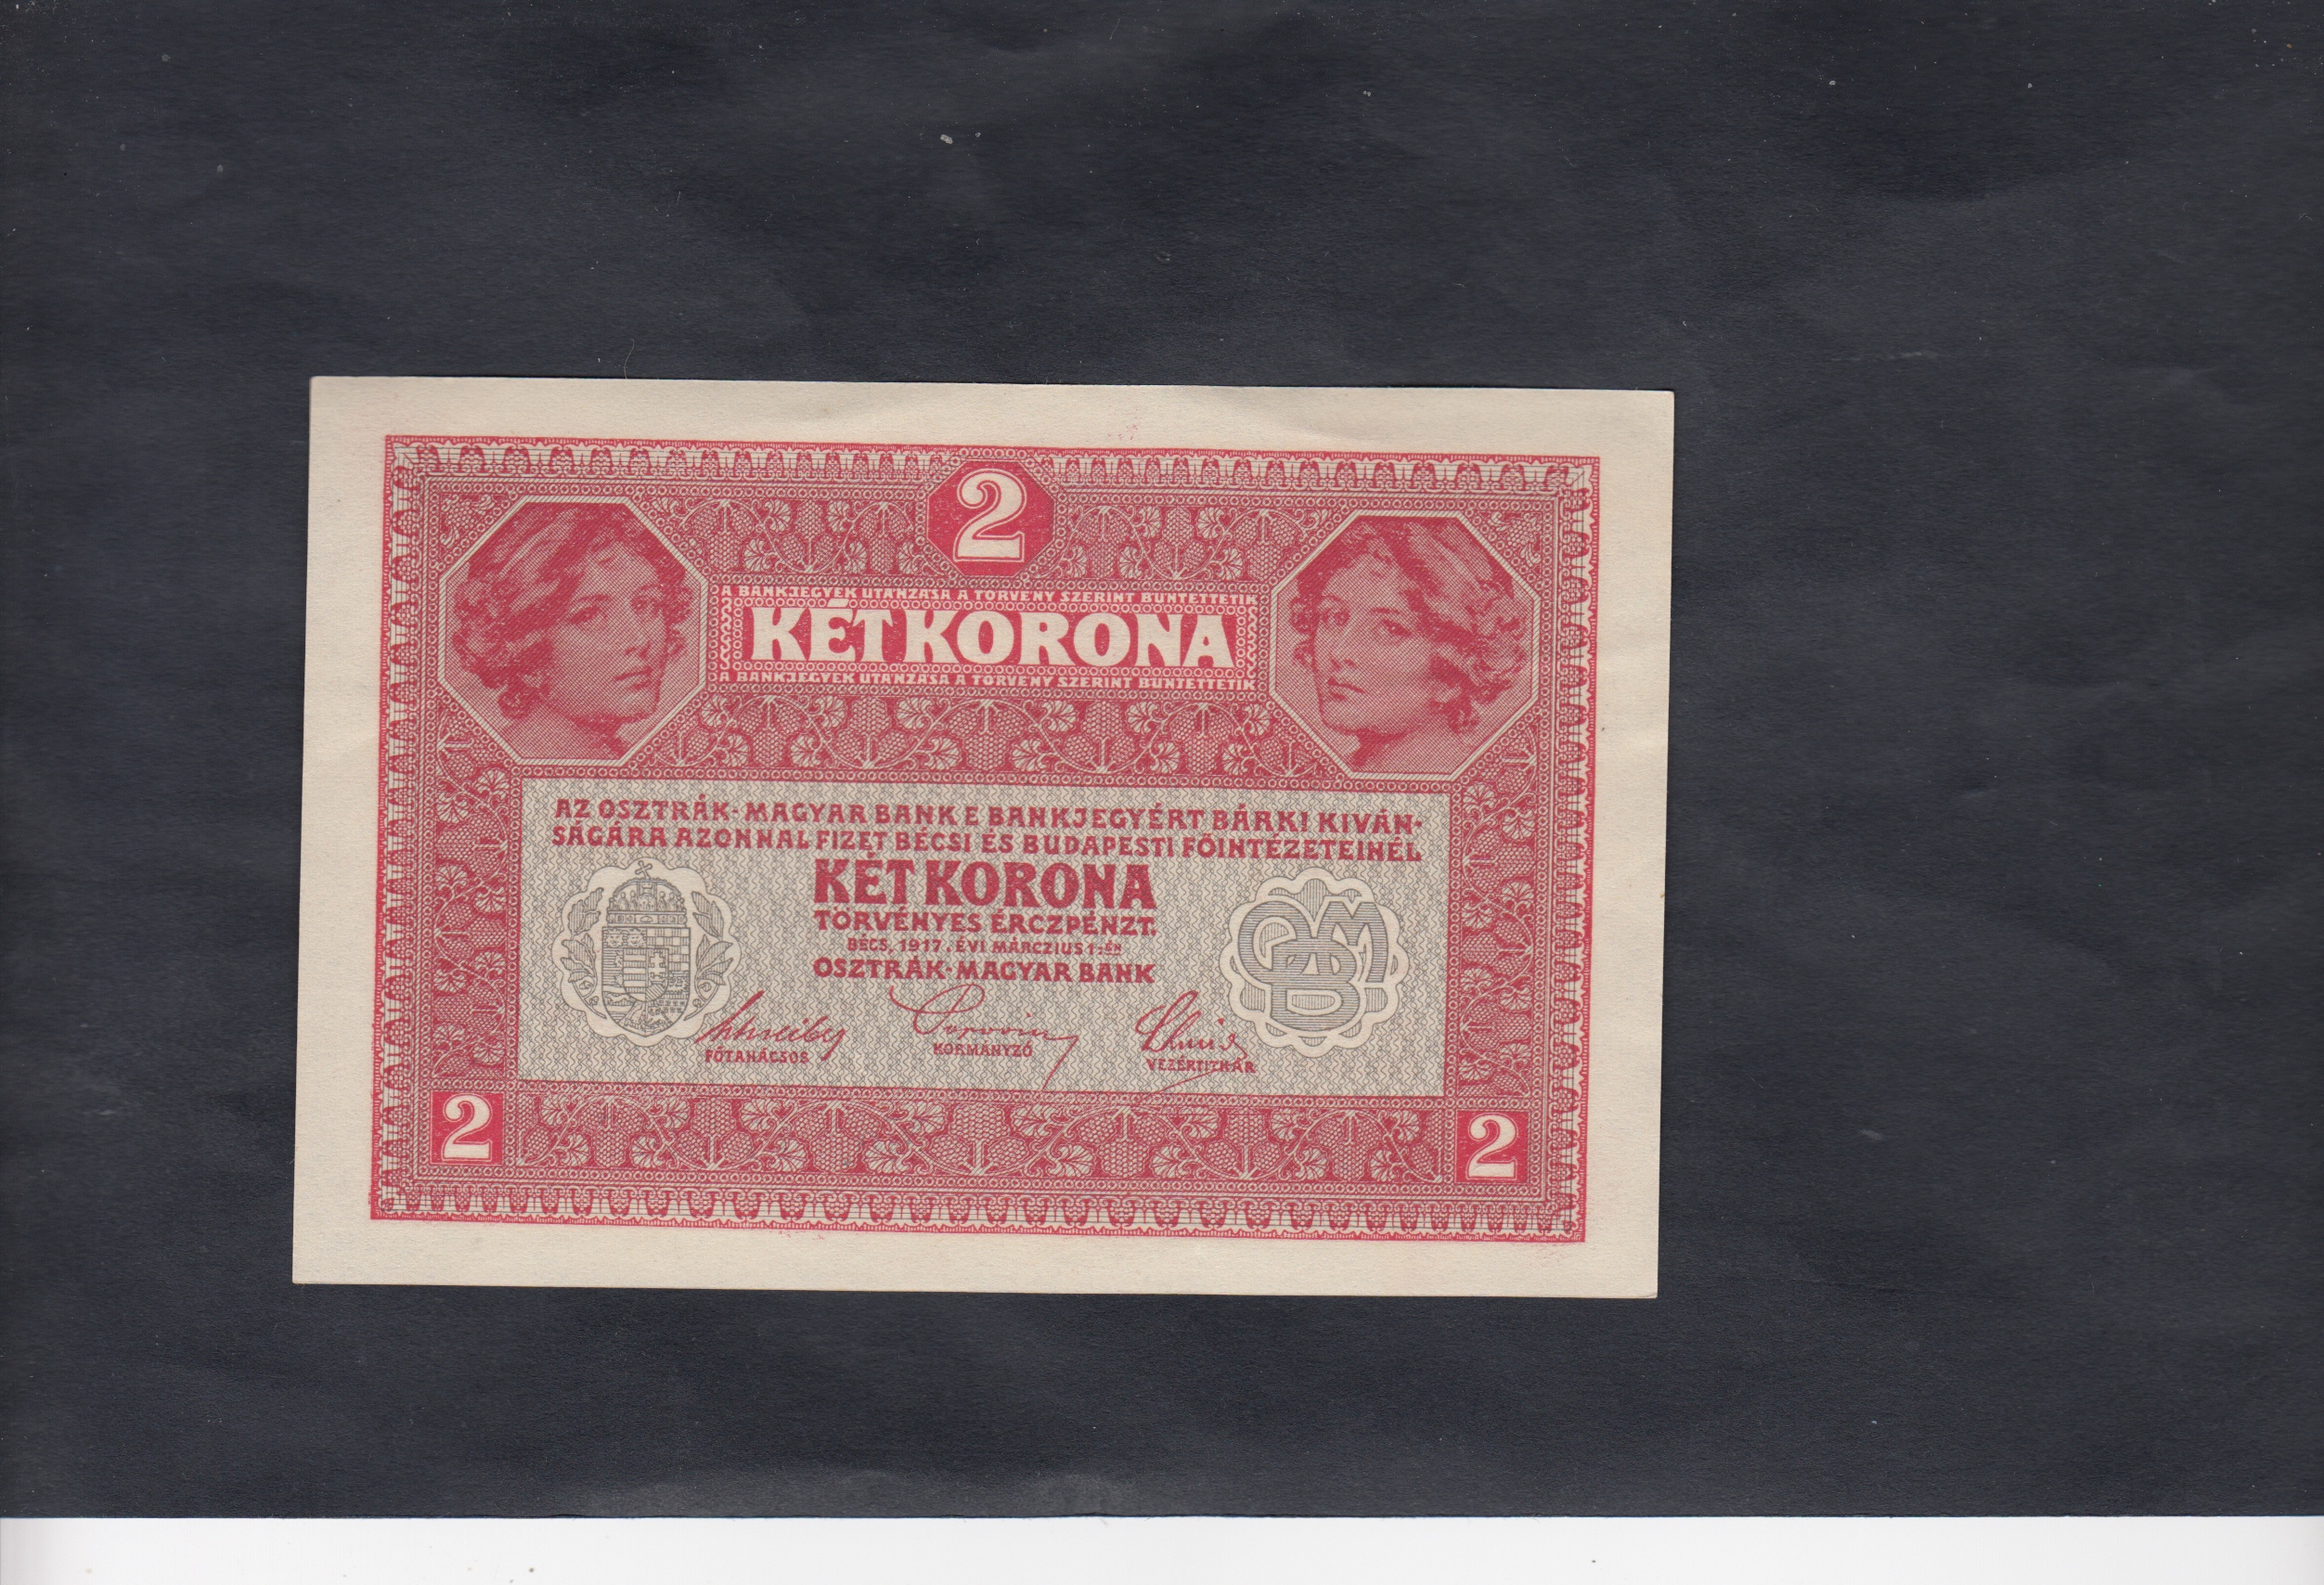 2
A BANKJEGYEK UTÁNZÁSA A TÖRVÉNY SZERINT BÜNTETTETIK
KÉT KORONA
A BANKJEGYEK UTÁNZÁSA A TÖRVÉNY SZERINT BÜNTETTETIK
AZ OSZTRÁK-MAGYAR BANK E BANKJEGYÉRT BÁRKI KIVÁN-
SÁGÁRA AZONNAL FIZET BÉCSI ÉS BUDAPESTI FŐINTÉZETEINÉL
KÉT KORONA
TÖRVÉNYES ÉRCZPÉNZT.
BÉCS, 1917. ÉVI MÁRCZIUS 1-ÉN
OSZTRÁK-MAGYAR BANK
FŐTANÁCSOS KORMÁNYZÓ VEZÉRTITKÁR
2 2